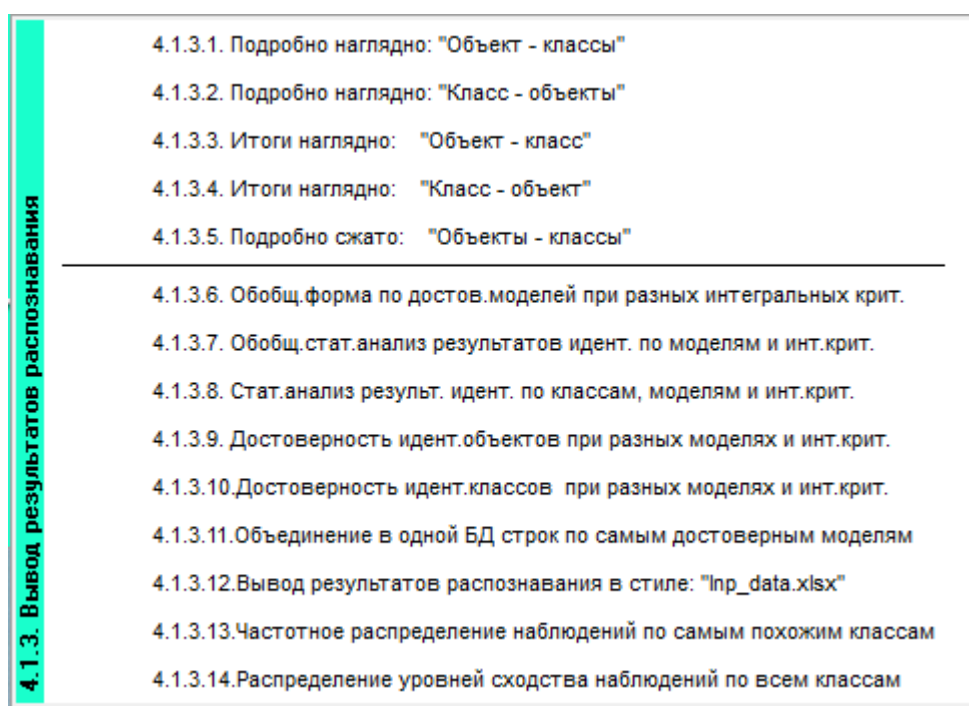 4.1.3. Вывод результатов распознавания
4.1.3.1. Подробно наглядно: "Объект - классы"
4.1.3.2. Подробно наглядно: "Класс - объекты"
4.1.3.3. Итоги наглядно: "Объект - класс"
4.1.3.4. Итоги наглядно: "Класс - объект"
4.1.3.5. Подробно сжато: "Объекты - классы"
4.1.3.6. Обобщ.форма по достов.моделей при разных интегральных крит.
4.1.3.7. Обобщ.стат.анализ результатов идент. по моделям и инт.крит.
4.1.3.8. Стат.анализ результ. идент. по классам, моделям и инт.крит.
4.1.3.9. Достоверность идент.объектов при разных моделях и инт.крит.
4.1.3.10.Достоверность идент.классов при разных моделях и инт.крит.
4.1.3.11.Объединение в одной БД строк по самым достоверным моделям
4.1.3.12.Вывод результатов распознавания в стиле: "Inp_data.xlsx"
4.1.3.13.Частотное распределение наблюдений по самым похожим классам
4.1.3.14.Распределение уровней сходства наблюдений по всем классам